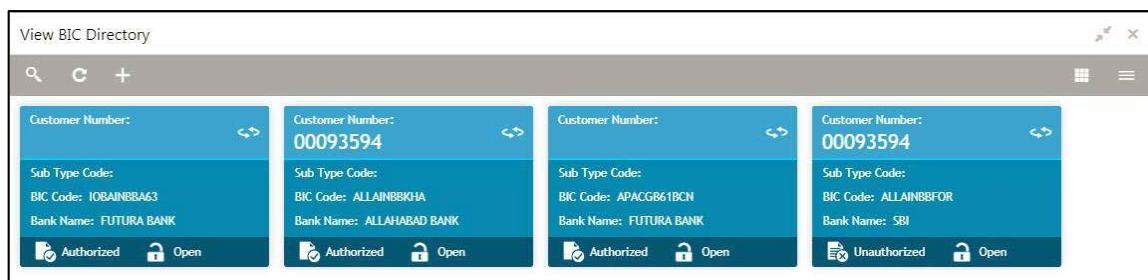 View BIC Directory
Customer Number:
Sub Type Code:
BIC Code: IOBAINBBA63
Bank Name: FUTURA BANK
Authorized Open
Customer Number:
00093594
Sub Type Code:
BIC Code: ALLAINBBKHA
Bank Name: ALLAHABAD BANK
Authorized Open
Customer Number:
Sub Type Code:
BIC Code: APACGB61BCN
Bank Name: FUTURA BANK
Authorized Open
Customer Number:
00093594
Sub Type Code:
BIC Code: ALLAINBBFOR
Bank Name: SBI
Unauthorized Open